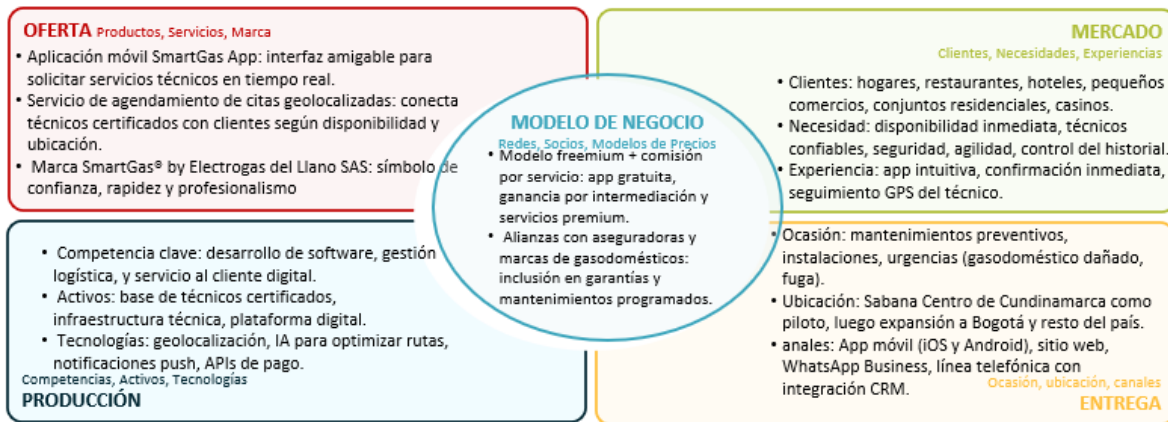 OFERTA Productos, Servicios, Marca
• Aplicación móvil SmartGas App: interfaz amigable para
solicitar servicios técnicos en tiempo real.
• Servicio de agendamiento de citas geolocalizadas: conecta
técnicos certificados con clientes según disponibilidad y
ubicación.
• Marca SmartGas® by Electrogas del Llano SAS: símbolo de
confianza, rapidez y profesionalismo
MERCADO
Clientes, Necesidades, Experiencias
• Clientes: hogares, restaurantes, hoteles, pequeños
comercios, conjuntos residenciales, casinos.
• Necesidad: disponibilidad inmediata, técnicos
confiables, seguridad, agilidad, control del historial.
• Experiencia: app intuitiva, confirmación inmediata,
seguimiento GPS del técnico.
MODELO DE NEGOCIO
Redes, Socios, Modelos de Precios
• Modelo freemium + comisión
por servicio: app gratuita,
ganancia por intermediación y
servicios premium.
• Alianzas con aseguradoras y
marcas de gasodomésticos:
inclusión en garantías y
mantenimientos programados.
• Competencia clave: desarrollo de software, gestión
logística, y servicio al cliente digital.
• Activos: base de técnicos certificados,
infraestructura técnica, plataforma digital.
• Tecnologías: geolocalización, IA para optimizar rutas,
notificaciones push, APIs de pago.
Competencias, Activos, Tecnologías
PRODUCCIÓN
• Ocasión: mantenimientos preventivos,
instalaciones, urgencias (gasodoméstico dañado,
fuga).
• Ubicación: Sabana Centro de Cundinamarca como
piloto, luego expansión a Bogotá y resto del país.
• anales: App móvil (iOS y Android), sitio web,
WhatsApp Business, línea telefónica con
integración CRM.
Ocasión, ubicación, canales
ENTREGA